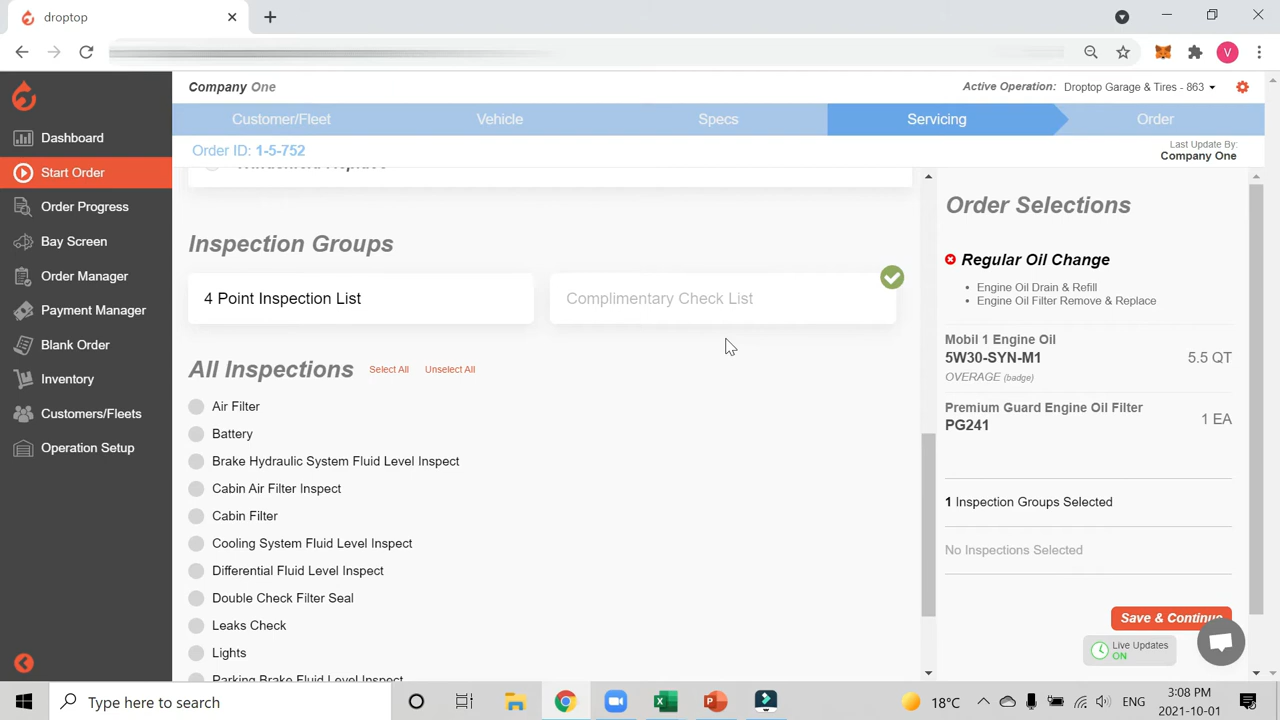 droptop
Company One
Active Operation: Droptop Garage & Tires - 863
Customer/Fleet
Vehicle
Specs
Servicing
Order
Order ID: 1-5-752
Last Update By:
Company One
Dashboard
Start Order
Order Progress
Bay Screen
Order Manager
Payment Manager
Blank Order
Inventory
Customers/Fleets
Operation Setup
Inspection Groups
4 Point Inspection List
Complimentary Check List
All Inspections
Select All
Unselect All
Air Filter
Battery
Brake Hydraulic System Fluid Level Inspect
Cabin Air Filter Inspect
Cabin Filter
Cooling System Fluid Level Inspect
Differential Fluid Level Inspect
Double Check Filter Seal
Leaks Check
Lights
Parking Brake Fluid Level Inspect
Order Selections
Regular Oil Change
• Engine Oil Drain & Refill
• Engine Oil Filter Remove & Replace
Mobil 1 Engine Oil
5W30-SYN-M1
5.5 QT
OVERAGE (badge)
Premium Guard Engine Oil Filter
PG241
1 EA
1 Inspection Groups Selected
No Inspections Selected
Save & Continue
Live Updates
ON
Type here to search
18°C
ENG
3:08 PM
2021-10-01
V